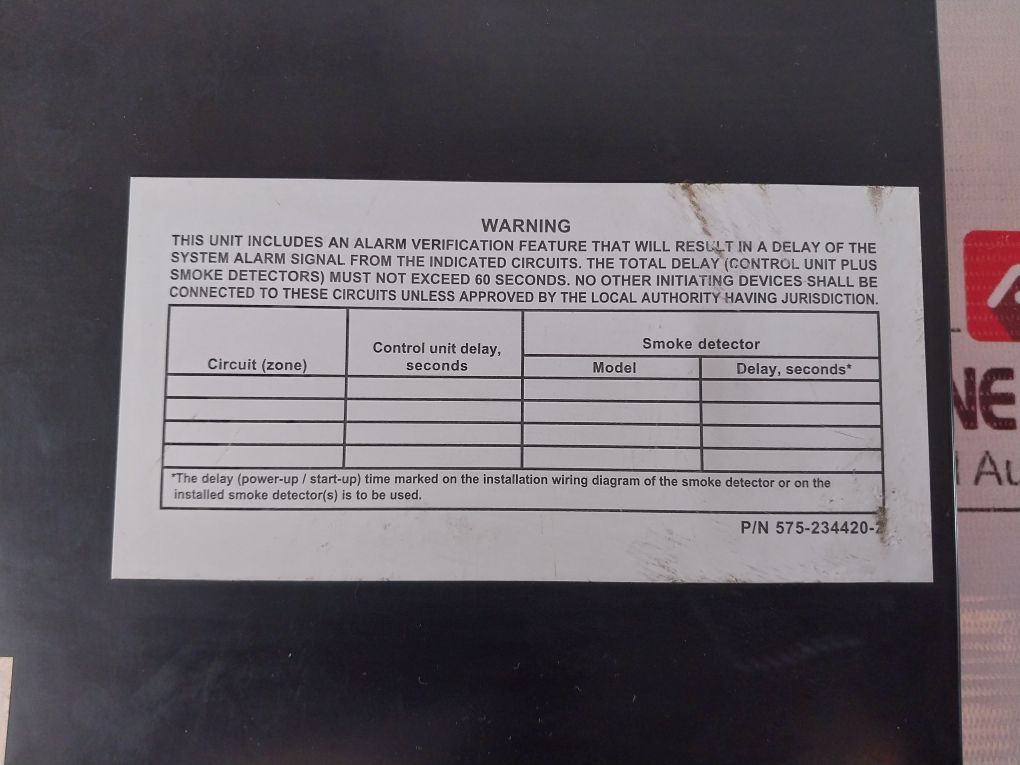 WARNING
THIS UNIT INCLUDES AN ALARM VERIFICATION FEATURE THAT WILL RESULT IN A DELAY OF THE
SYSTEM ALARM SIGNAL FROM THE INDICATED CIRCUITS. THE TOTAL DELAY (CONTROL UNIT PLUS
SMOKE DETECTORS) MUST NOT EXCEED 60 SECONDS. NO OTHER INITIATING DEVICES SHALL BE
CONNECTED TO THESE CIRCUITS UNLESS APPROVED BY THE LOCAL AUTHORITY HAVING JURISDICTION.
Circuit (zone)
Control unit delay,
seconds
Smoke detector
Model
Delay, seconds*
*The delay (power-up / start-up) time marked on the installation wiring diagram of the smoke detector or on the
installed smoke detector(s) is to be used.
P/N 575-234420-2